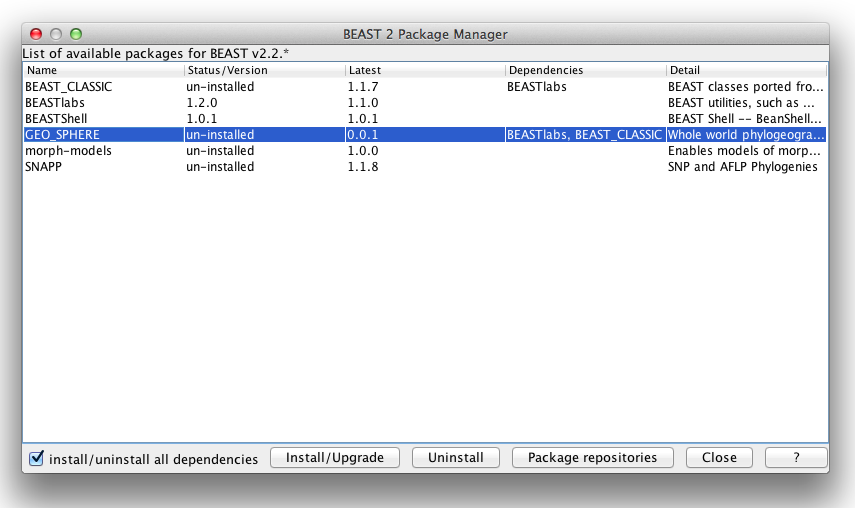 BEAST 2 Package Manager
List of available packages for BEAST v2.2.*
Name Status/Version Latest Dependencies Detail
BEAST_CLASSIC un-installed 1.1.7 BEASTlabs BEAST classes ported fro...
BEASTlabs 1.2.0 1.1.0 BEAST utilities, such as ...
BEASTShell 1.0.1 1.0.1 BEAST Shell -- BeanShell...
GEO_SPHERE un-installed 0.0.1 BEASTlabs, BEAST_CLASSIC Whole world phylogeogra...
morph-models un-installed 1.0.0 Enables models of morp...
SNAPP un-installed 1.1.8 SNP and AFLP Phylogenies
install/uninstall all dependencies Install/Upgrade Uninstall Package repositories Close ?